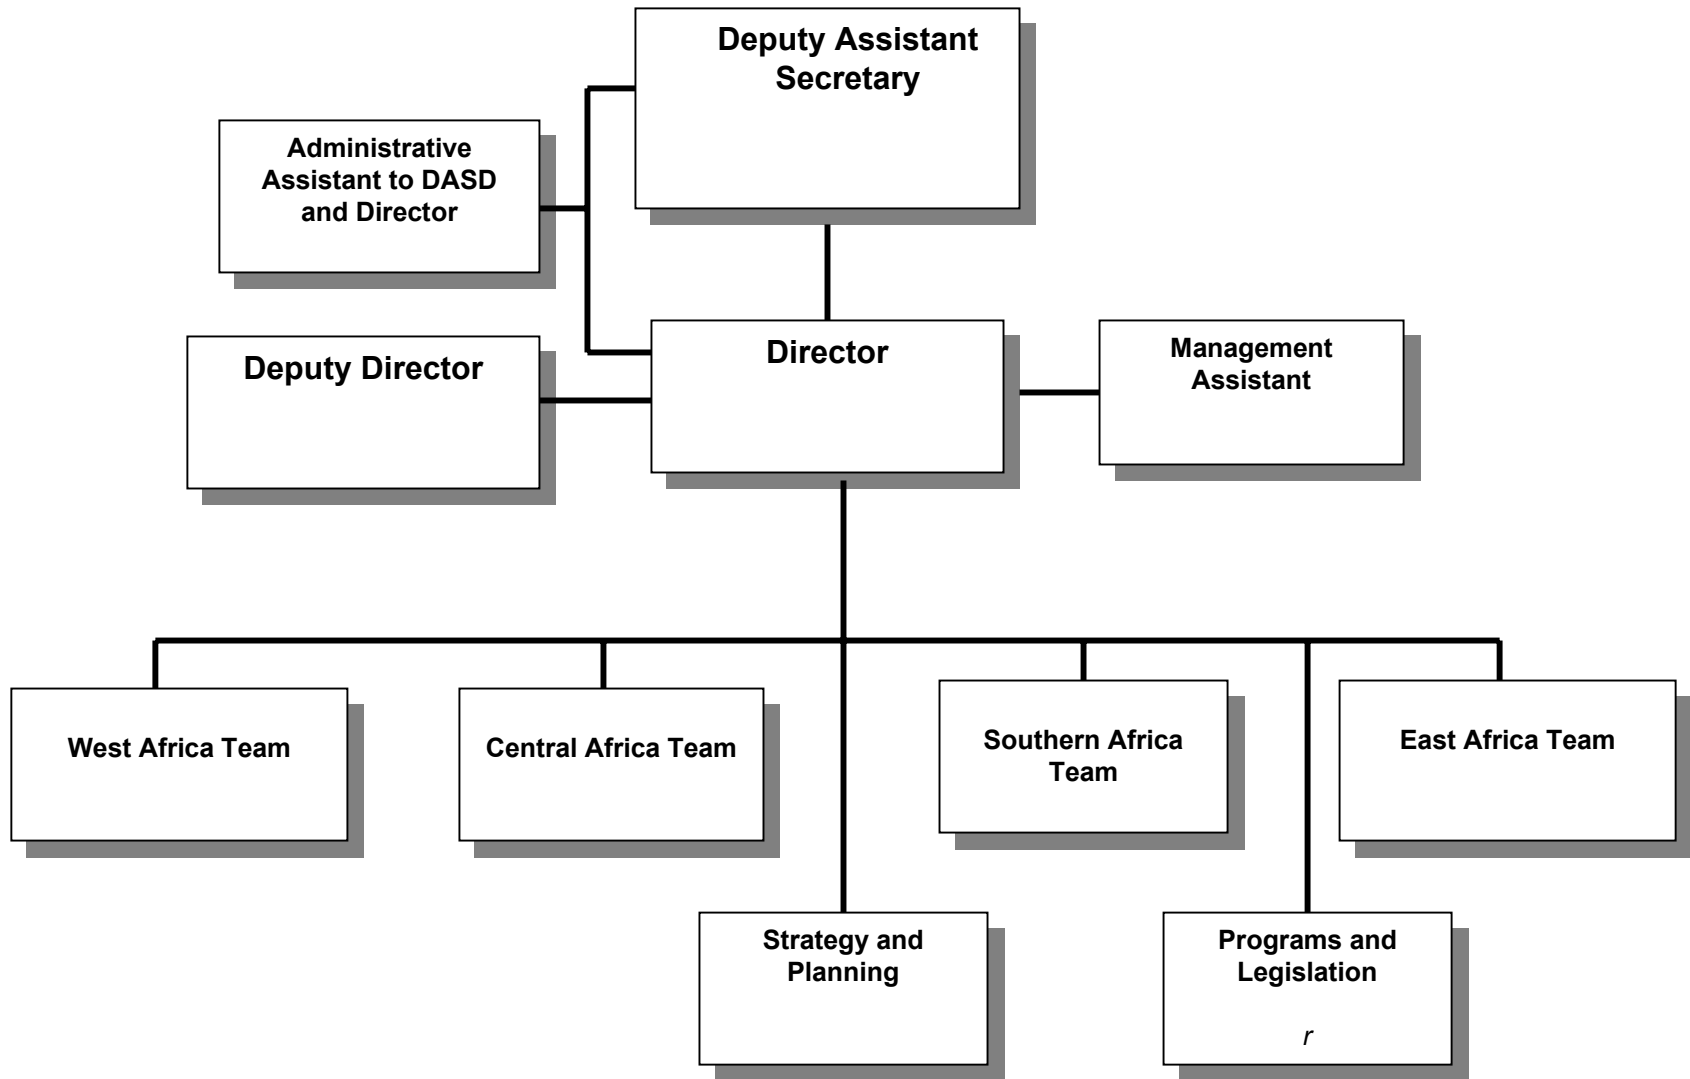 Deputy Assistant
Secretary
Administrative
Assistant to DASD
and Director
Deputy Director
Director
Management
Assistant
West Africa Team
Central Africa Team
Southern Africa
Team
East Africa Team
Strategy and
Planning
Programs and
Legislation
r